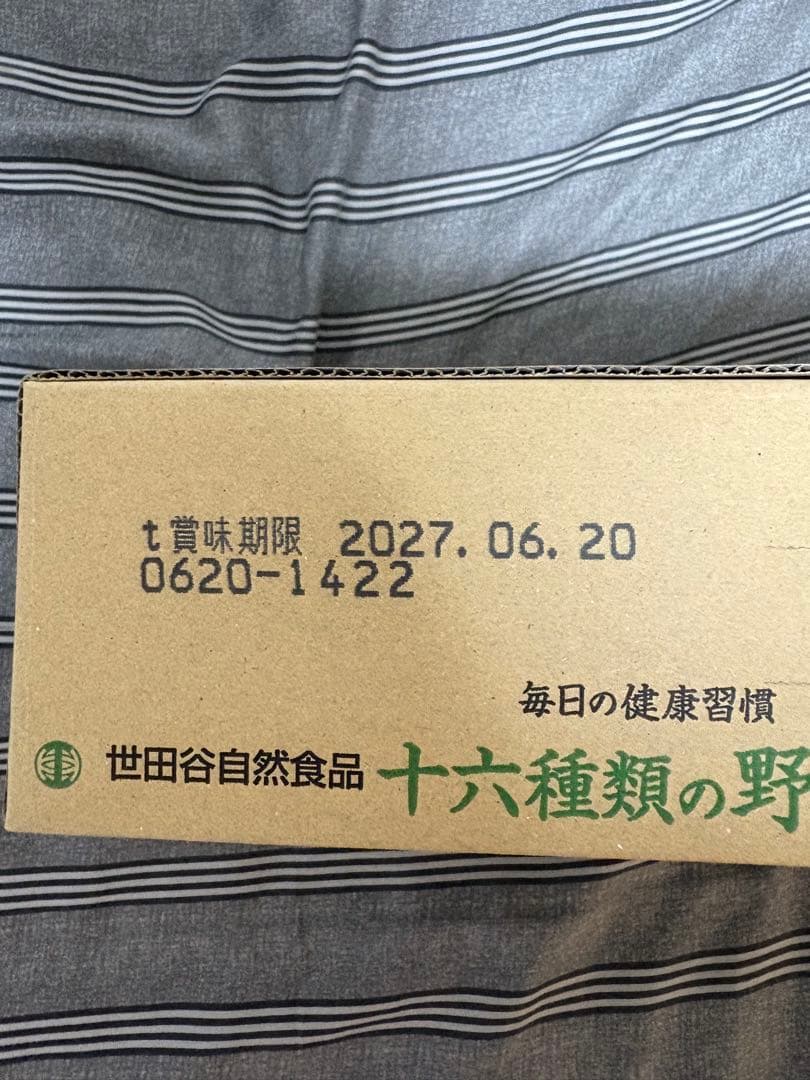 t賞味期限 2027.06.20
0620-1422
毎日の健康習慣
世田谷自然食品 十六種類の野